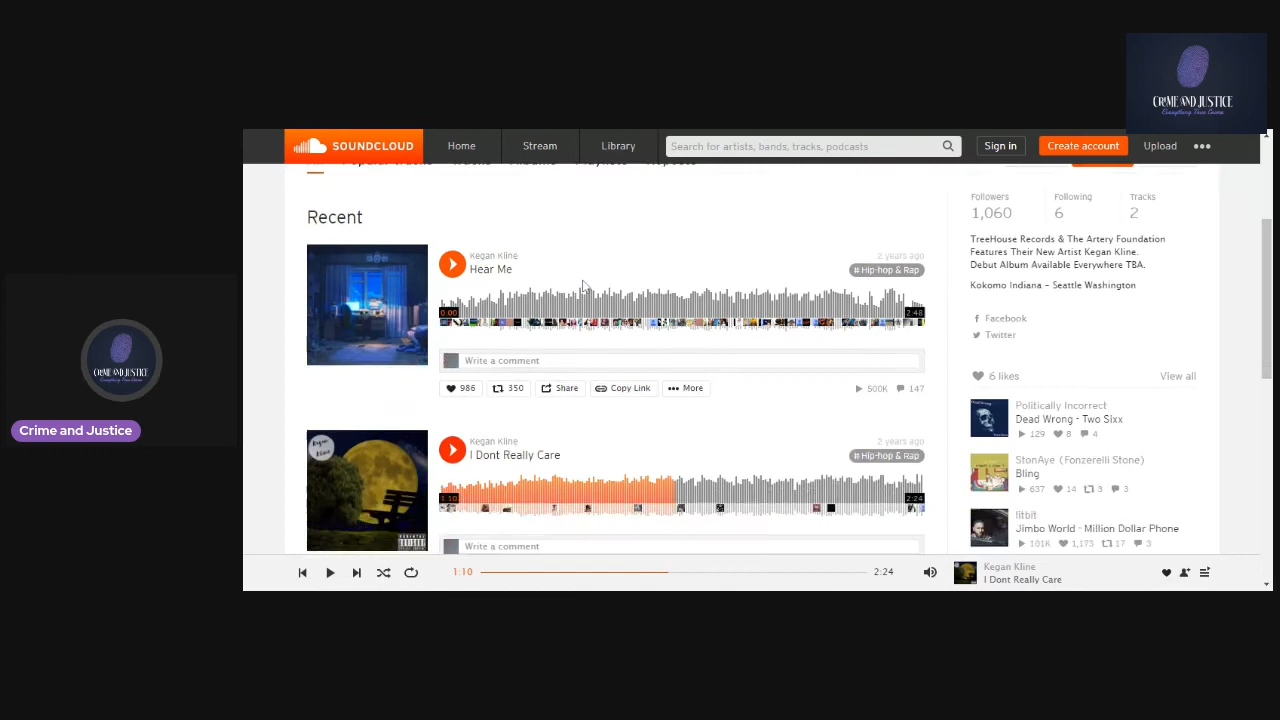 CRIME AND JUSTICE
Everything True Crime
SOUNDCLOUD
Home
Stream
Library
Search for artists, bands, tracks, podcasts
Sign in
Create account
Upload
Recent
Kegan Kline
Hear Me
2 years ago
# Hip-hop & Rap
0:00
2:48
Write a comment
986
350
Share
Copy Link
More
500K
147
Kegan Kline
I Dont Really Care
2 years ago
# Hip-hop & Rap
1:10
2:24
Write a comment
Followers
1,060
Following
6
Tracks
2
TreeHouse Records & The Artery Foundation
Features Their New Artist Kegan Kline.
Debut Album Available Everywhere TBA.
Kokomo Indiana - Seattle Washington
Facebook
Twitter
6 likes
View all
Politically Incorrect
Dead Wrong - Two Sixx
129 8 4
StonAye (Fonzerelli Stone)
Bling
637 14 3 3
litbit
Jimbo World - Million Dollar Phone
101K 1,173 17 3
1:10
2:24
Kegan Kline
I Dont Really Care
CRIME AND JUSTICE
Crime and Justice